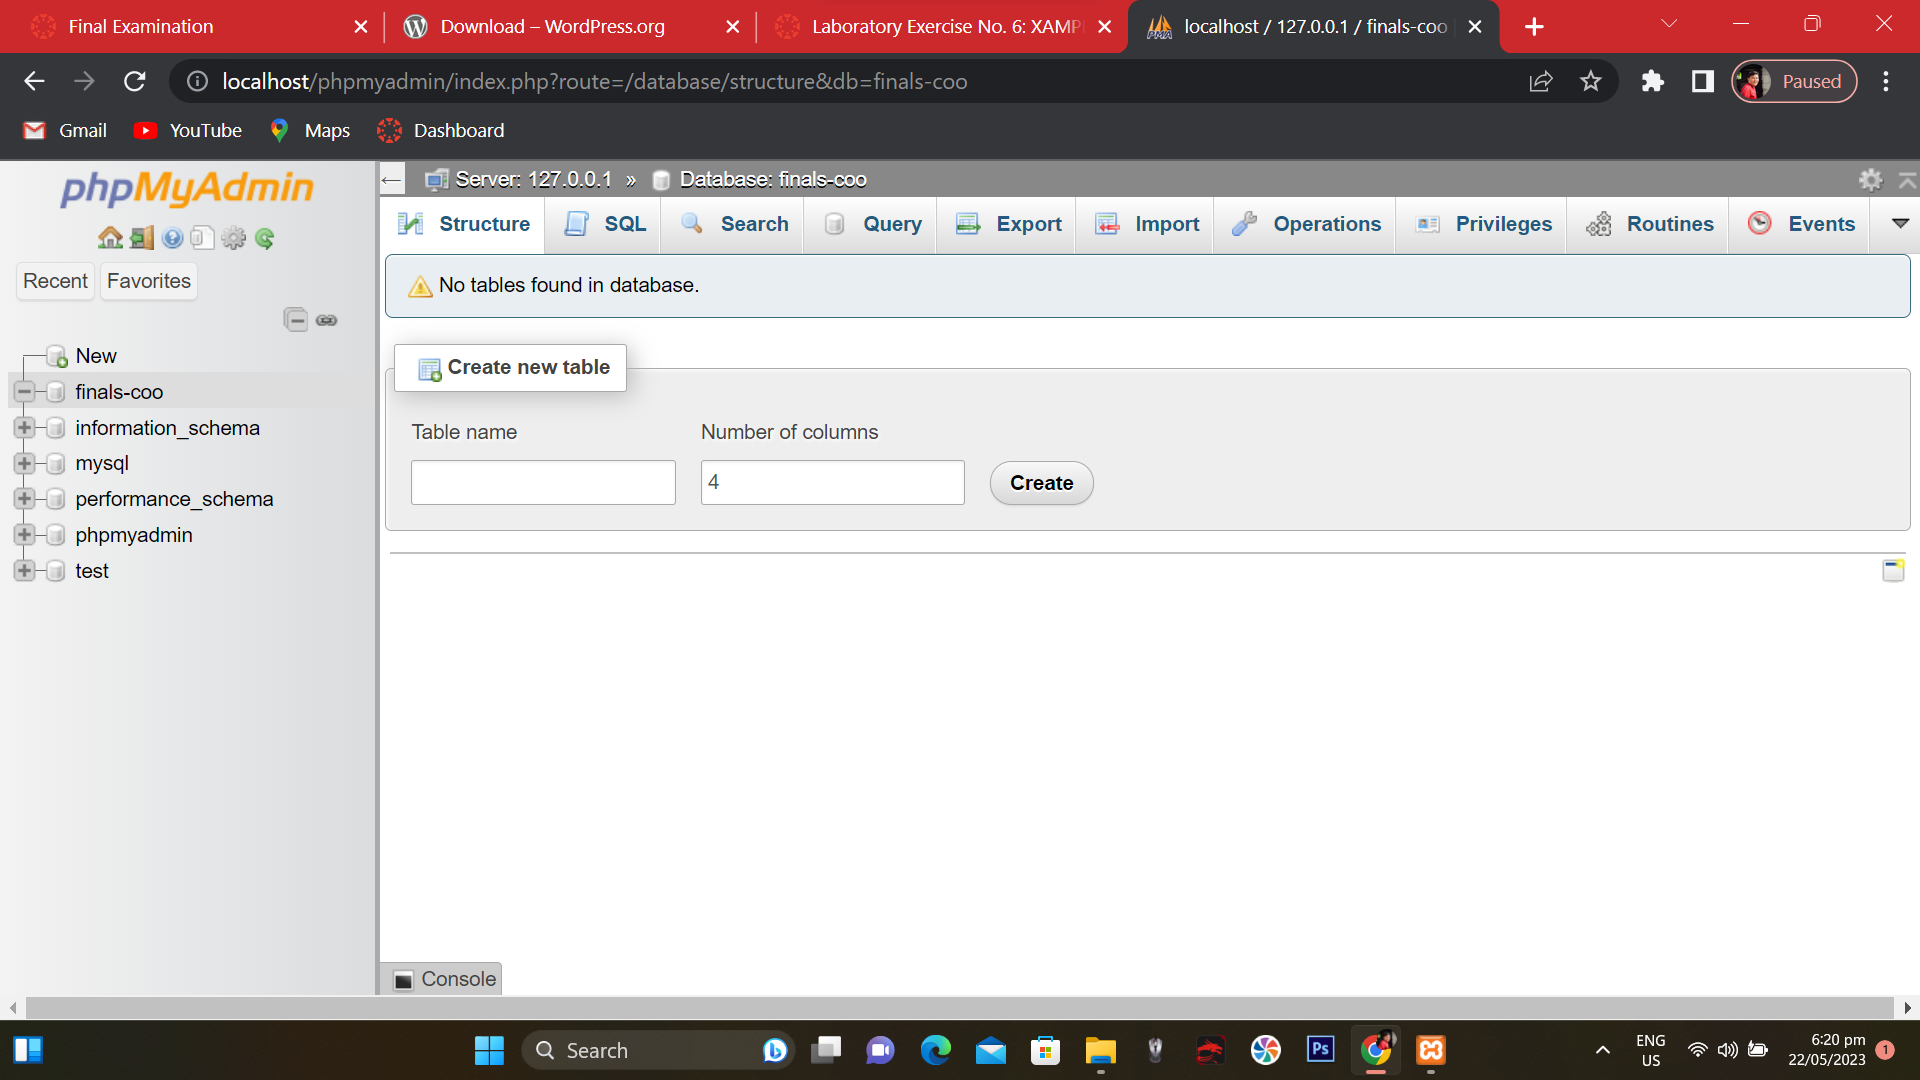 Final Examination
Download – WordPress.org
Laboratory Exercise No. 6: XAMP
localhost / 127.0.0.1 / finals-coo
localhost/phpmyadmin/index.php?route=/database/structure&db=finals-coo
Paused
Gmail
YouTube
Maps
Dashboard
phpMyAdmin
Recent
Favorites
New
finals-coo
information_schema
mysql
performance_schema
phpmyadmin
test
Server: 127.0.0.1 » Database: finals-coo
Structure
SQL
Search
Query
Export
Import
Operations
Privileges
Routines
Events
No tables found in database.
Create new table
Table name
Number of columns
4
Create
Console
Search
Ps
ENG
US
6:20 pm
22/05/2023
1